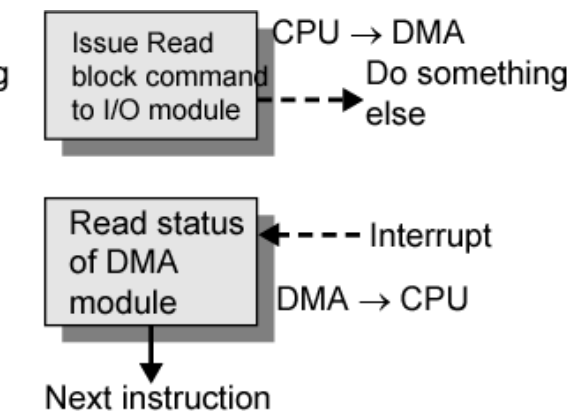 Issue Read
block command
to I/O module
CPU → DMA
Do something
else
Read status
of DMA
module
Interrupt
DMA → CPU
Next instruction